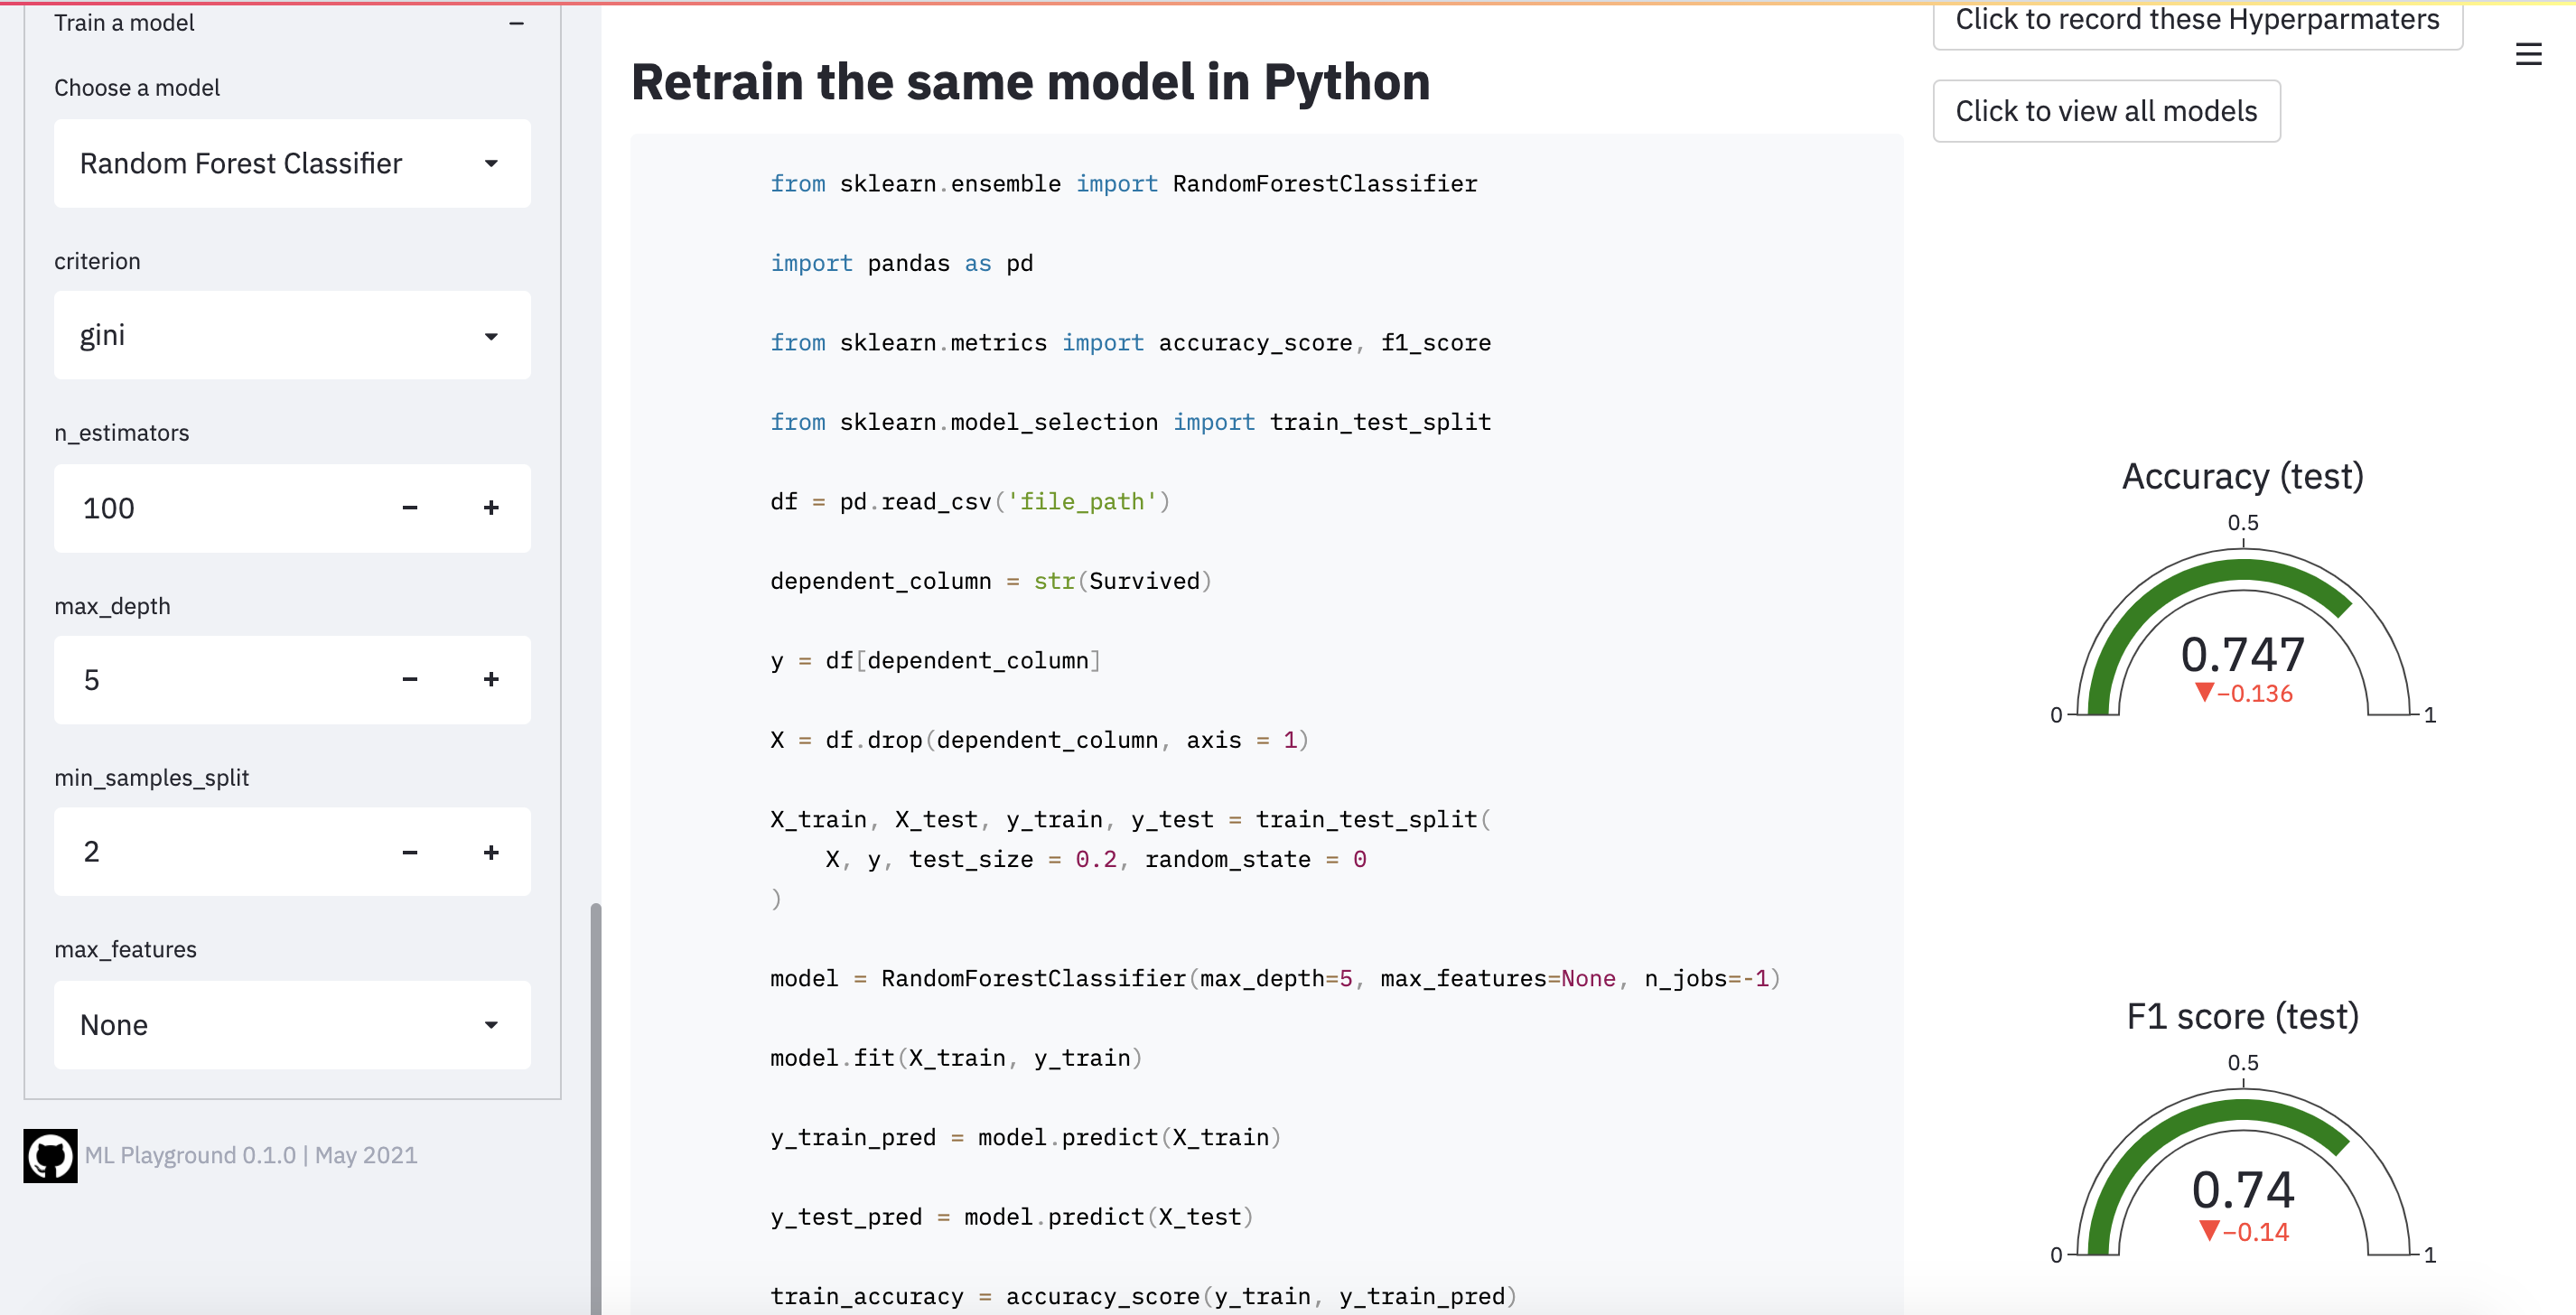 Train a model
Choose a model
Random Forest Classifier
criterion
gini
n_estimators
100
max_depth
5
min_samples_split
2
max_features
None
ML Playground 0.1.0 | May 2021
Retrain the same model in Python
from sklearn.ensemble import RandomForestClassifier
import pandas as pd
from sklearn.metrics import accuracy_score, f1_score
from sklearn.model_selection import train_test_split
df = pd.read_csv('file_path')
dependent_column = str(Survived)
y = df[dependent_column]
X = df.drop(dependent_column, axis = 1)
X_train, X_test, y_train, y_test = train_test_split(
    X, y, test_size = 0.2, random_state = 0
)
model = RandomForestClassifier(max_depth=5, max_features=None, n_jobs=-1)
model.fit(X_train, y_train)
y_train_pred = model.predict(X_train)
y_test_pred = model.predict(X_test)
train_accuracy = accuracy_score(y_train, y_train_pred)
Click to record these Hyperparmaters
Click to view all models
Accuracy (test)
0.5
0.747
▼−0.136
0
1
F1 score (test)
0.5
0.74
▼−0.14
0
1